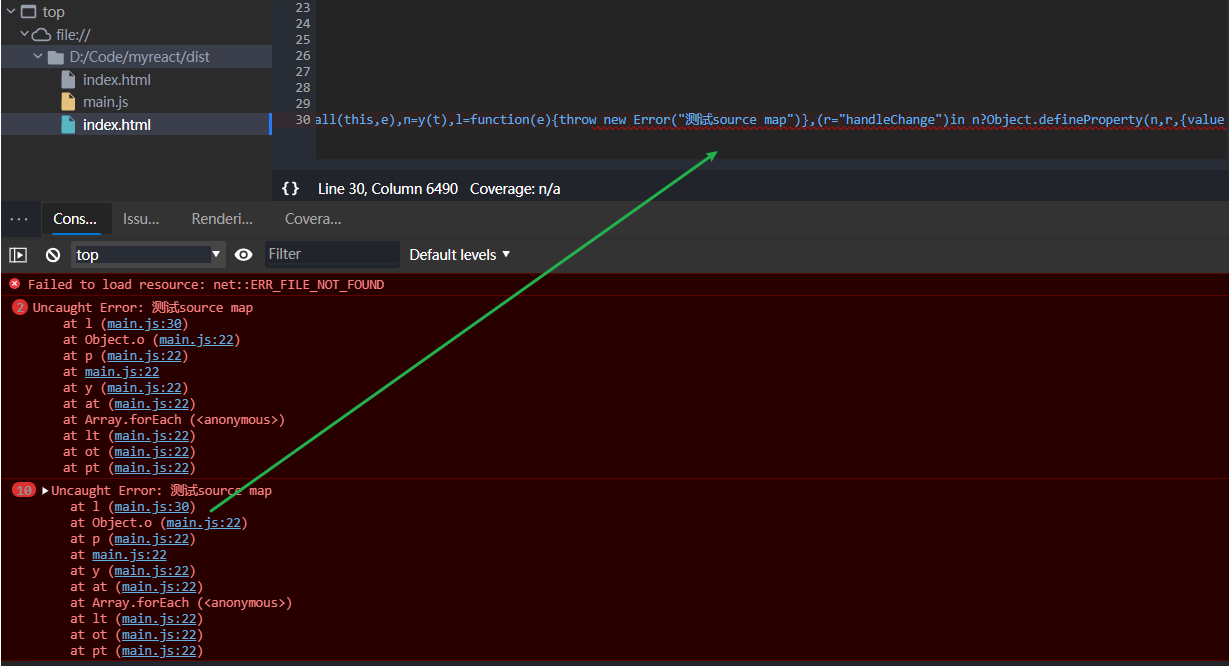 top
file://
D:/Code/myreact/dist
index.html
main.js
index.html
23
24
25
26
27
28
29
30 all(this,e),n=y(t),l=function(e){throw new Error("测试source map")},(r="handleChange")in n?Object.defineProperty(n,r,{value
{} Line 30, Column 6490 Coverage: n/a
... Cons... Issu... Renderi... Covera...
top Filter Default levels
Failed to load resource: net::ERR_FILE_NOT_FOUND
2 Uncaught Error: 测试source map
at l (main.js:30)
at Object.o (main.js:22)
at p (main.js:22)
at main.js:22
at y (main.js:22)
at at (main.js:22)
at Array.forEach (<anonymous>)
at lt (main.js:22)
at ot (main.js:22)
at pt (main.js:22)
10 Uncaught Error: 测试source map
at l (main.js:30)
at Object.o (main.js:22)
at p (main.js:22)
at main.js:22
at y (main.js:22)
at at (main.js:22)
at Array.forEach (<anonymous>)
at lt (main.js:22)
at ot (main.js:22)
at pt (main.js:22)